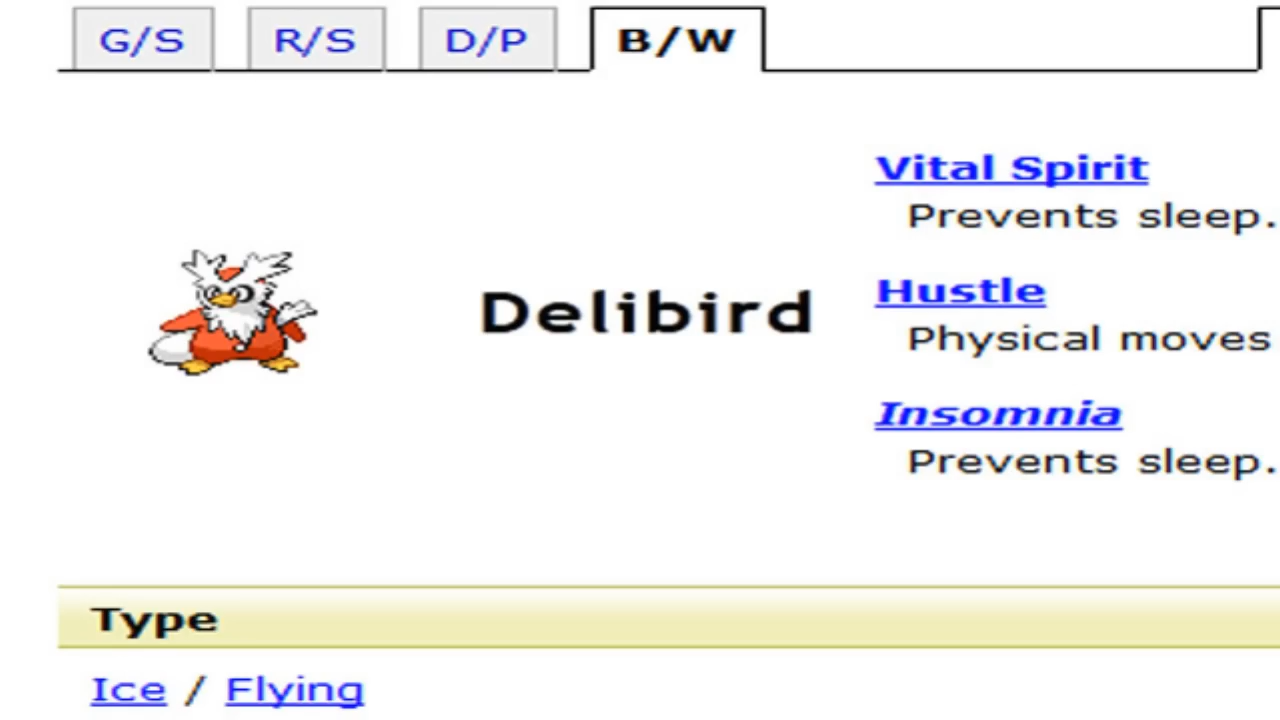 G/S R/S D/P B/W
Vital Spirit
Prevents sleep.
Delibird
Hustle
Physical moves
Insomnia
Prevents sleep.
Type
Ice / Flying